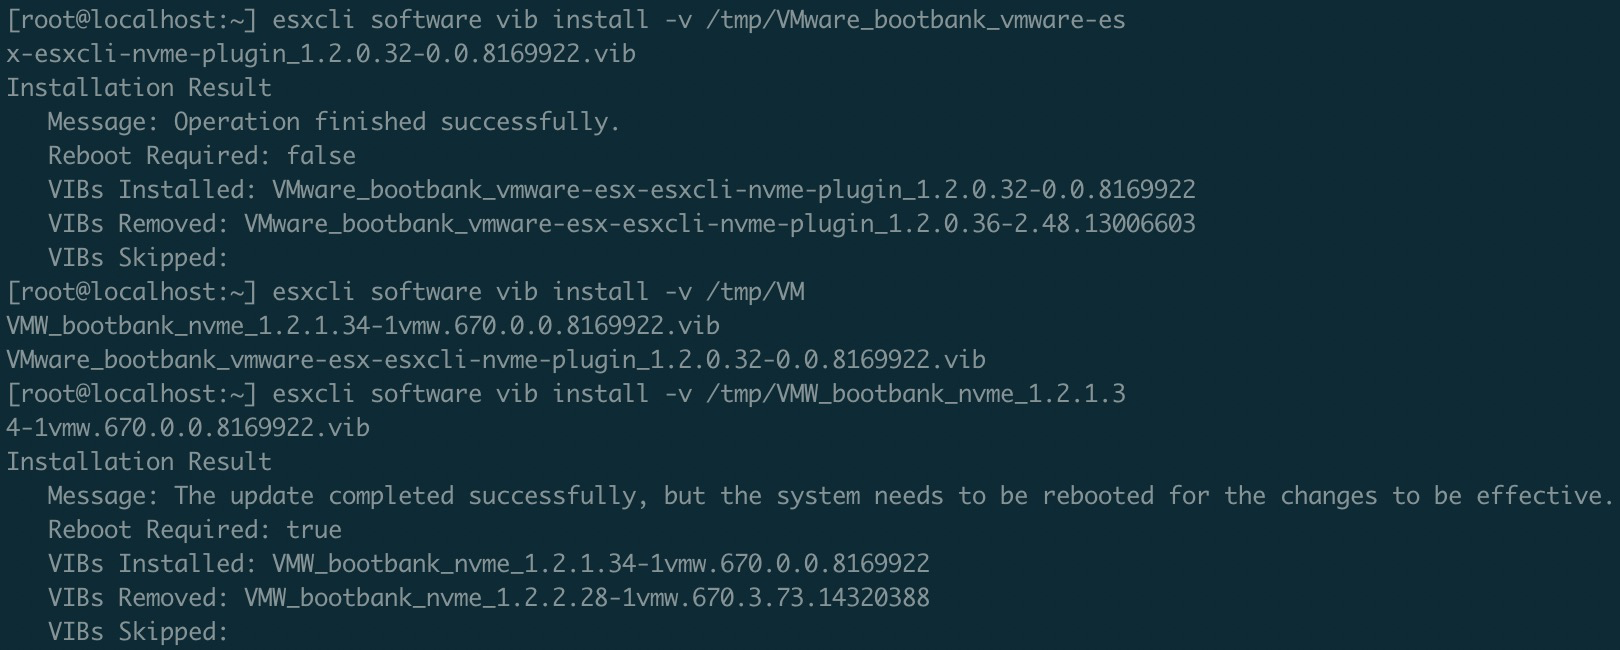 [root@localhost:~] esxcli software vib install -v /tmp/VMware_bootbank_vmware-es
x-esxcli-nvme-plugin_1.2.0.32-0.0.8169922.vib
Installation Result
   Message: Operation finished successfully.
   Reboot Required: false
   VIBs Installed: VMware_bootbank_vmware-esx-esxcli-nvme-plugin_1.2.0.32-0.0.8169922
   VIBs Removed: VMware_bootbank_vmware-esx-esxcli-nvme-plugin_1.2.0.36-2.48.13006603
   VIBs Skipped:
[root@localhost:~] esxcli software vib install -v /tmp/VM
VMW_bootbank_nvme_1.2.1.34-1vmw.670.0.0.8169922.vib
VMware_bootbank_vmware-esx-esxcli-nvme-plugin_1.2.0.32-0.0.8169922.vib
[root@localhost:~] esxcli software vib install -v /tmp/VMW_bootbank_nvme_1.2.1.3
4-1vmw.670.0.0.8169922.vib
Installation Result
   Message: The update completed successfully, but the system needs to be rebooted for the changes to be effective.
   Reboot Required: true
   VIBs Installed: VMW_bootbank_nvme_1.2.1.34-1vmw.670.0.0.8169922
   VIBs Removed: VMW_bootbank_nvme_1.2.2.28-1vmw.670.3.73.14320388
   VIBs Skipped: